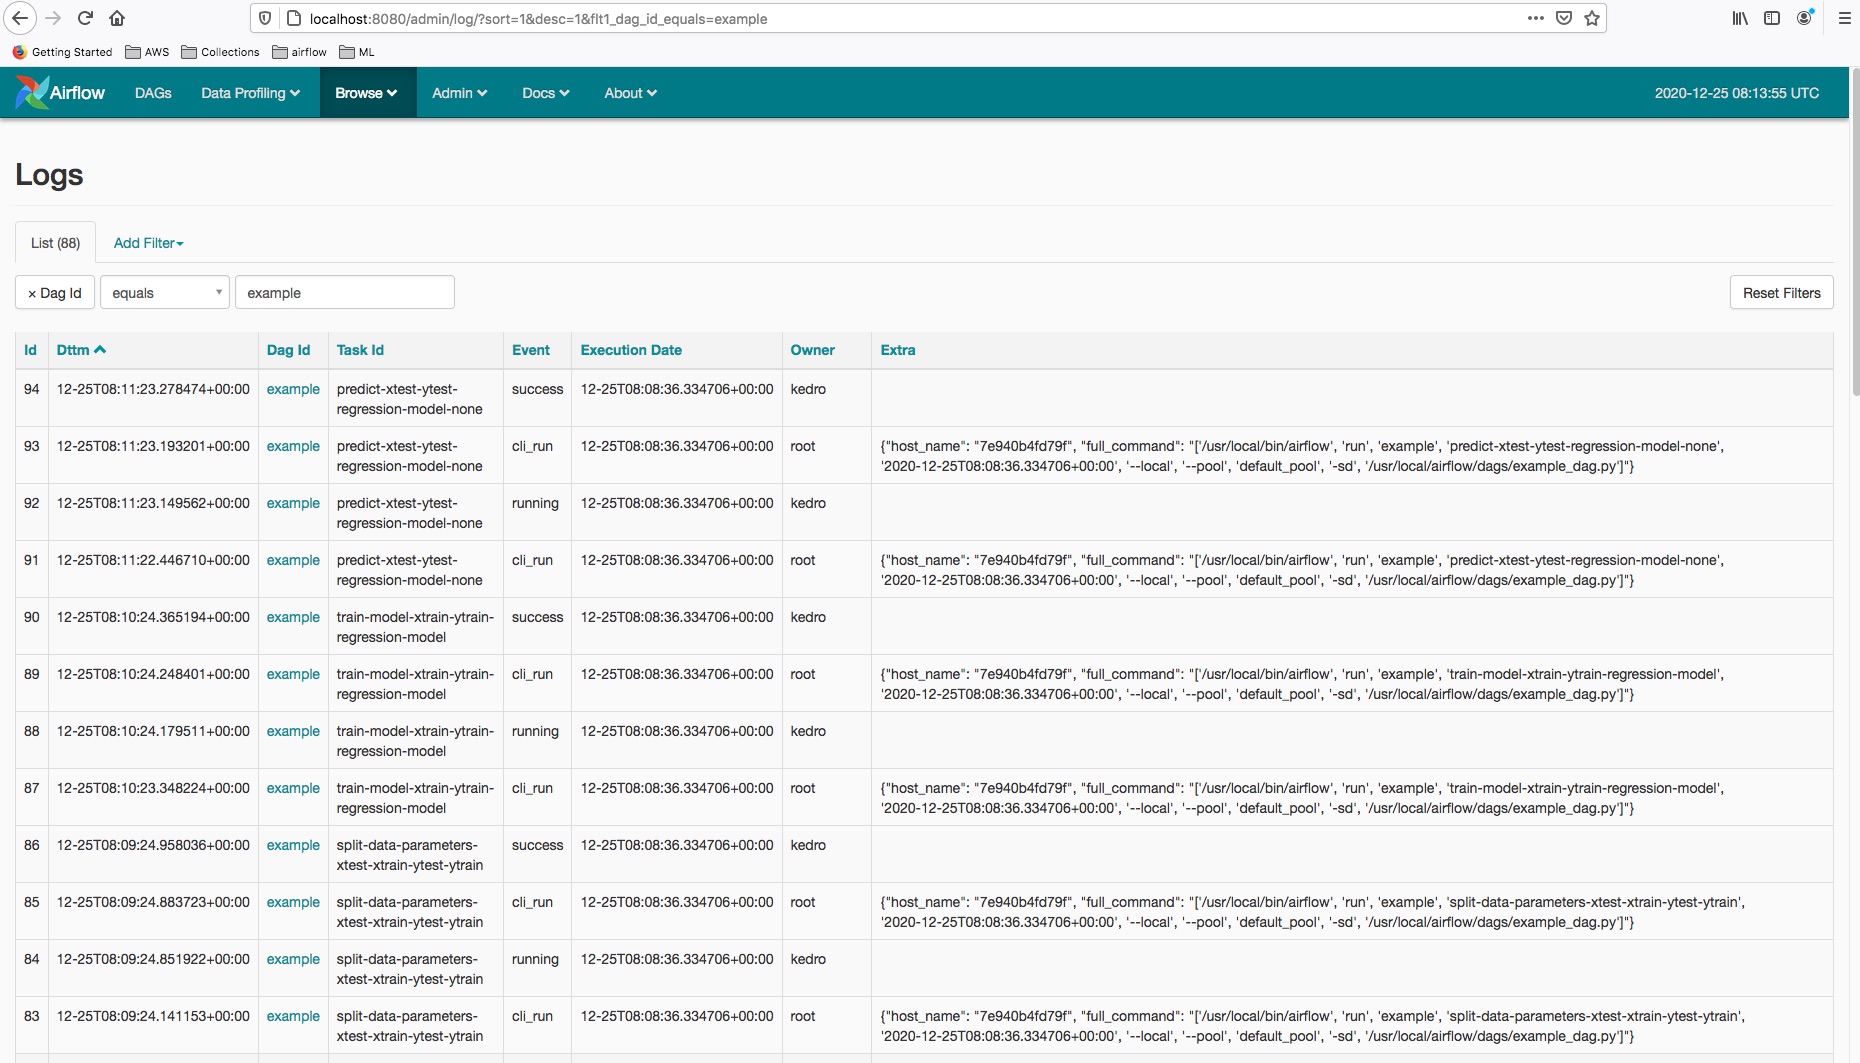 localhost:8080/admin/log/?sort=1&desc=1&flt1_dag_id_equals=example
Getting Started AWS Collections airflow ML
Airflow DAGs Data Profiling Browse Admin Docs About 2020-12-25 08:13:55 UTC
Logs
List (88) Add Filter
× Dag Id equals example Reset Filters
Id Dttm Dag Id Task Id Event Execution Date Owner Extra
94 12-25T08:11:23.278474+00:00 example predict-xtest-ytest- success 12-25T08:08:36.334706+00:00 kedro
regression-model-none
93 12-25T08:11:23.193201+00:00 example predict-xtest-ytest- cli_run 12-25T08:08:36.334706+00:00 root {"host_name": "7e940b4fd79f", "full_command": "['/usr/local/bin/airflow', 'run', 'example', 'predict-xtest-ytest-regression-model-none',
regression-model-none '2020-12-25T08:08:36.334706+00:00', '--local', '--pool', 'default_pool', '-sd', '/usr/local/airflow/dags/example_dag.py']"}
92 12-25T08:11:23.149562+00:00 example predict-xtest-ytest- running 12-25T08:08:36.334706+00:00 kedro
regression-model-none
91 12-25T08:11:22.446710+00:00 example predict-xtest-ytest- cli_run 12-25T08:08:36.334706+00:00 root {"host_name": "7e940b4fd79f", "full_command": "['/usr/local/bin/airflow', 'run', 'example', 'predict-xtest-ytest-regression-model-none',
regression-model-none '2020-12-25T08:08:36.334706+00:00', '--local', '--pool', 'default_pool', '-sd', '/usr/local/airflow/dags/example_dag.py']"}
90 12-25T08:10:24.365194+00:00 example train-model-xtrain-ytrain- success 12-25T08:08:36.334706+00:00 kedro
regression-model
89 12-25T08:10:24.248401+00:00 example train-model-xtrain-ytrain- cli_run 12-25T08:08:36.334706+00:00 root {"host_name": "7e940b4fd79f", "full_command": "['/usr/local/bin/airflow', 'run', 'example', 'train-model-xtrain-ytrain-regression-model',
regression-model '2020-12-25T08:08:36.334706+00:00', '--local', '--pool', 'default_pool', '-sd', '/usr/local/airflow/dags/example_dag.py']"}
88 12-25T08:10:24.179511+00:00 example train-model-xtrain-ytrain- running 12-25T08:08:36.334706+00:00 kedro
regression-model
87 12-25T08:10:23.348224+00:00 example train-model-xtrain-ytrain- cli_run 12-25T08:08:36.334706+00:00 root {"host_name": "7e940b4fd79f", "full_command": "['/usr/local/bin/airflow', 'run', 'example', 'train-model-xtrain-ytrain-regression-model',
regression-model '2020-12-25T08:08:36.334706+00:00', '--local', '--pool', 'default_pool', '-sd', '/usr/local/airflow/dags/example_dag.py']"}
86 12-25T08:09:24.958036+00:00 example split-data-parameters- success 12-25T08:08:36.334706+00:00 kedro
xtest-xtrain-ytest-ytrain
85 12-25T08:09:24.883723+00:00 example split-data-parameters- cli_run 12-25T08:08:36.334706+00:00 root {"host_name": "7e940b4fd79f", "full_command": "['/usr/local/bin/airflow', 'run', 'example', 'split-data-parameters-xtest-xtrain-ytest-ytrain',
xtest-xtrain-ytest-ytrain '2020-12-25T08:08:36.334706+00:00', '--local', '--pool', 'default_pool', '-sd', '/usr/local/airflow/dags/example_dag.py']"}
84 12-25T08:09:24.851922+00:00 example split-data-parameters- running 12-25T08:08:36.334706+00:00 kedro
xtest-xtrain-ytest-ytrain
83 12-25T08:09:24.141153+00:00 example split-data-parameters- cli_run 12-25T08:08:36.334706+00:00 root {"host_name": "7e940b4fd79f", "full_command": "['/usr/local/bin/airflow', 'run', 'example', 'split-data-parameters-xtest-xtrain-ytest-ytrain',
xtest-xtrain-ytest-ytrain '2020-12-25T08:08:36.334706+00:00', '--local', '--pool', 'default_pool', '-sd', '/usr/local/airflow/dags/example_dag.py']"}